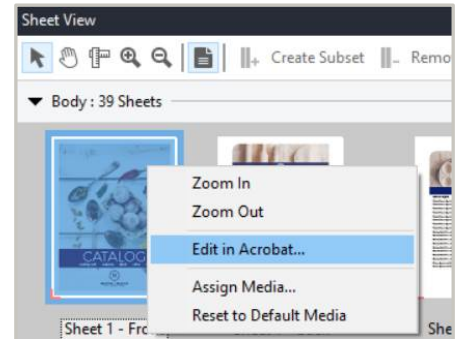 Sheet View
Create Subset
Remo
Body : 39 Sheets
CATALOG
Zoom In
Zoom Out
Edit in Acrobat...
Assign Media...
Reset to Default Media
Sheet 1 - Fro
She